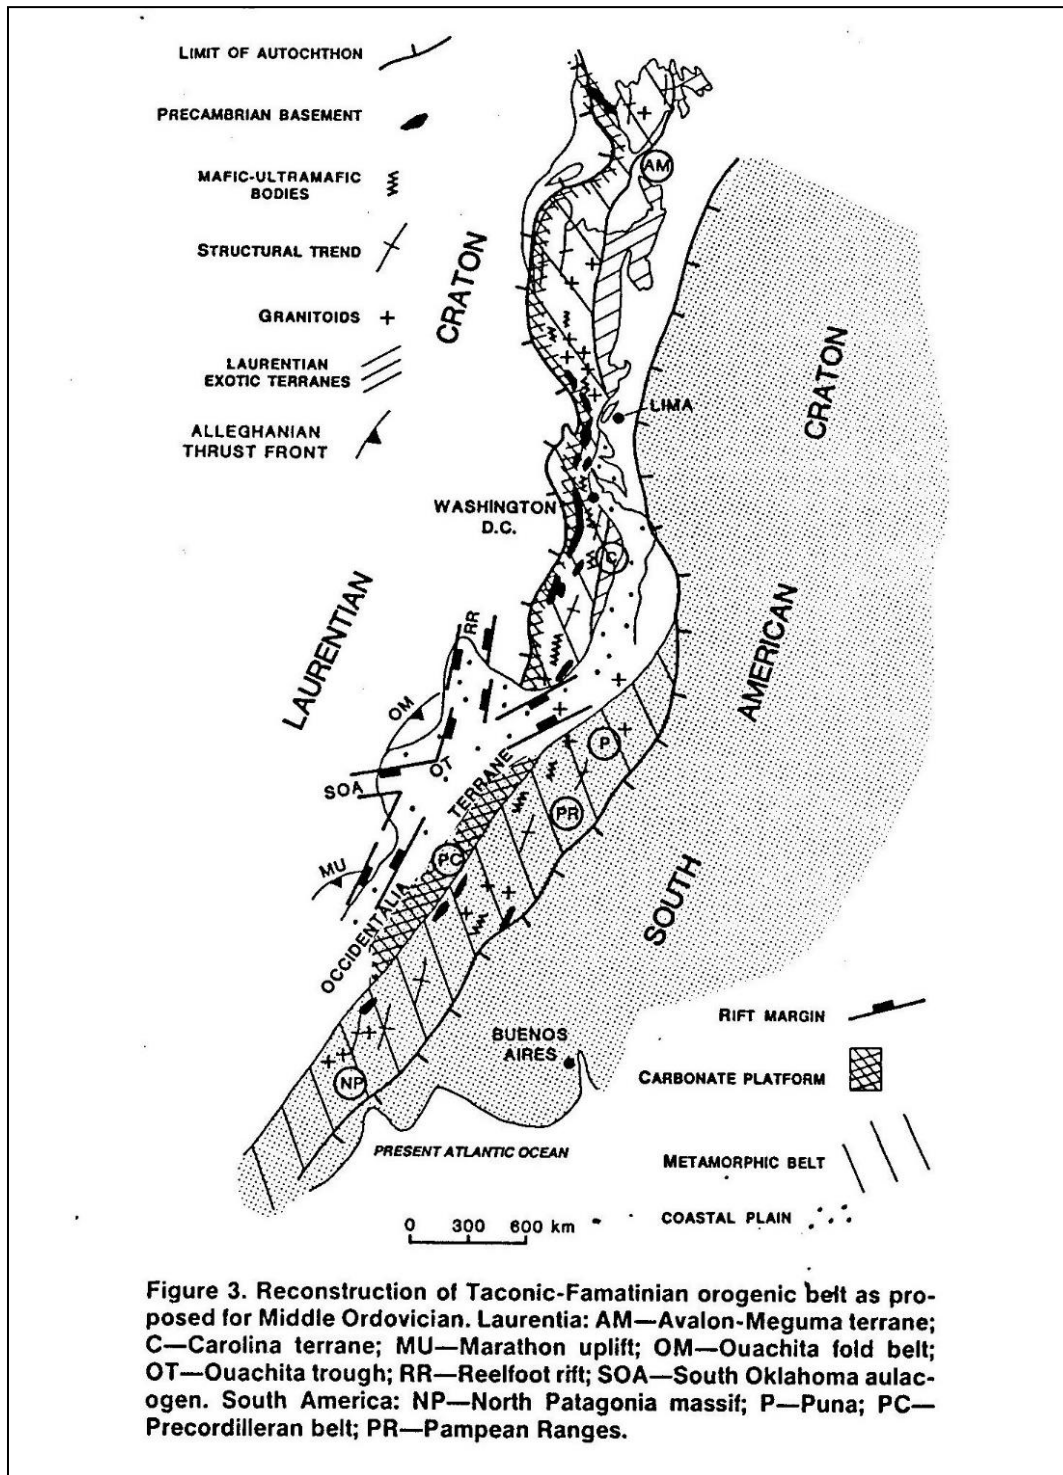 LIMIT OF AUTOCHTHON
PRECAMBRIAN BASEMENT
MAFIC-ULTRAMAFIC
BODIES
STRUCTURAL TREND
GRANITOIDS
LAURENTIAN
EXOTIC TERRANES
ALLEGHANIAN
THRUST FRONT
AM
CRATON
CRATON
LIMA
WASHINGTON
D.C.
C
LAURENTIAN
AMERICAN
SOUTH
RR
OM
OT
SOA
MU
P
PR
PC
OCCIDENTALIA TERRANE
NP
BUENOS
AIRES
PRESENT ATLANTIC OCEAN
RIFT MARGIN
CARBONATE PLATFORM
METAMORPHIC BELT
COASTAL PLAIN
0 300 600 km
Figure 3. Reconstruction of Taconic-Famatinian orogenic belt as pro-
posed for Middle Ordovician. Laurentia: AM—Avalon-Meguma terrane;
C—Carolina terrane; MU—Marathon uplift; OM—Ouachita fold belt;
OT—Ouachita trough; RR—Reelfoot rift; SOA—South Oklahoma aulac-
ogen. South America: NP—North Patagonia massif; P—Puna; PC—
Precordilleran belt; PR—Pampean Ranges.